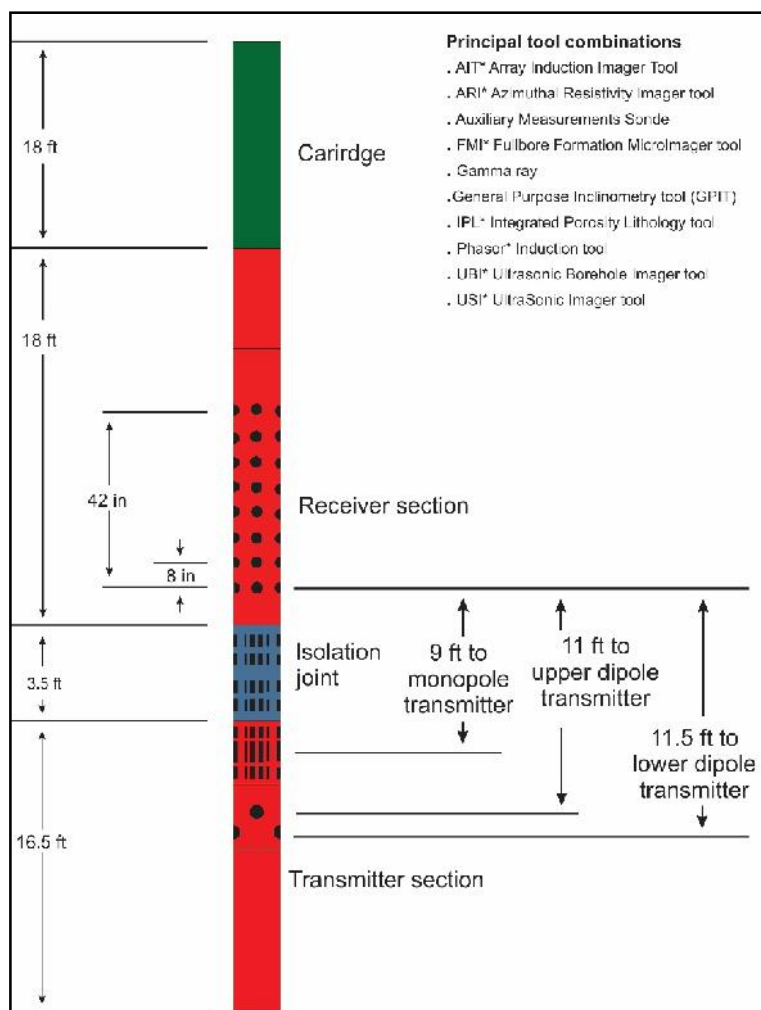 Principal tool combinations
. AIT* Array Induction Imager Tool
. ARI* Azimuthal Resistivity Imager tool
. Auxiliary Measurements Sonde
. FMI* Fullbore Formation MicroImager tool
. Gamma ray
.General Purpose Inclinometry tool (GPIT)
. IPL* Integrated Porosity Lithology tool
. Phasor* Induction tool
. UBI* Ultrasonic Borehole Imager tool
. USI* UltraSonic Imager tool
18 ft
Carirdge
18 ft
42 in
Receiver section
8 in
3.5 ft
Isolation
joint
9 ft to
monopole
transmitter
11 ft to
upper dipole
transmitter
11.5 ft to
lower dipole
transmitter
16.5 ft
Transmitter section